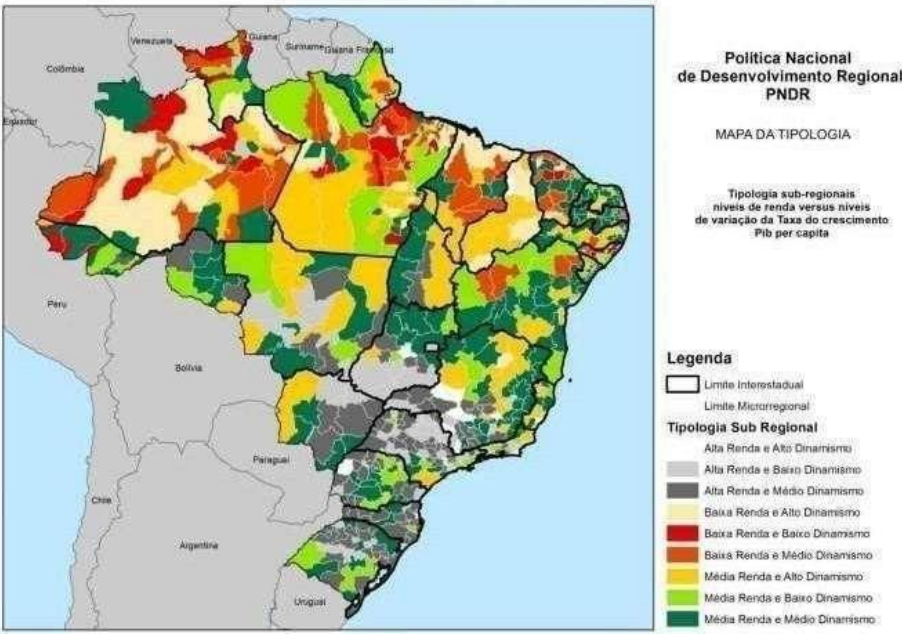 Política Nacional
de Desenvolvimento Regional
PNDR
MAPA DA TIPOLOGIA
Tipologia sub-regionais
níveis de renda versus níveis
de variação da Taxa do crescimento
Pib per capita
Venezuela
Guiana
Suriname
Guiana Francesa
Colômbia
Equador
Peru
Bolívia
Paraguai
Chile
Argentina
Uruguai
Legenda
Limite Interestadual
Limite Microrregional
Tipologia Sub Regional
Alta Renda e Alto Dinamismo
Alta Renda e Baixo Dinamismo
Alta Renda e Médio Dinamismo
Baixa Renda e Alto Dinamismo
Baixa Renda e Baixo Dinamismo
Baixa Renda e Médio Dinamismo
Média Renda e Alto Dinamismo
Média Renda e Baixo Dinamismo
Média Renda e Médio Dinamismo